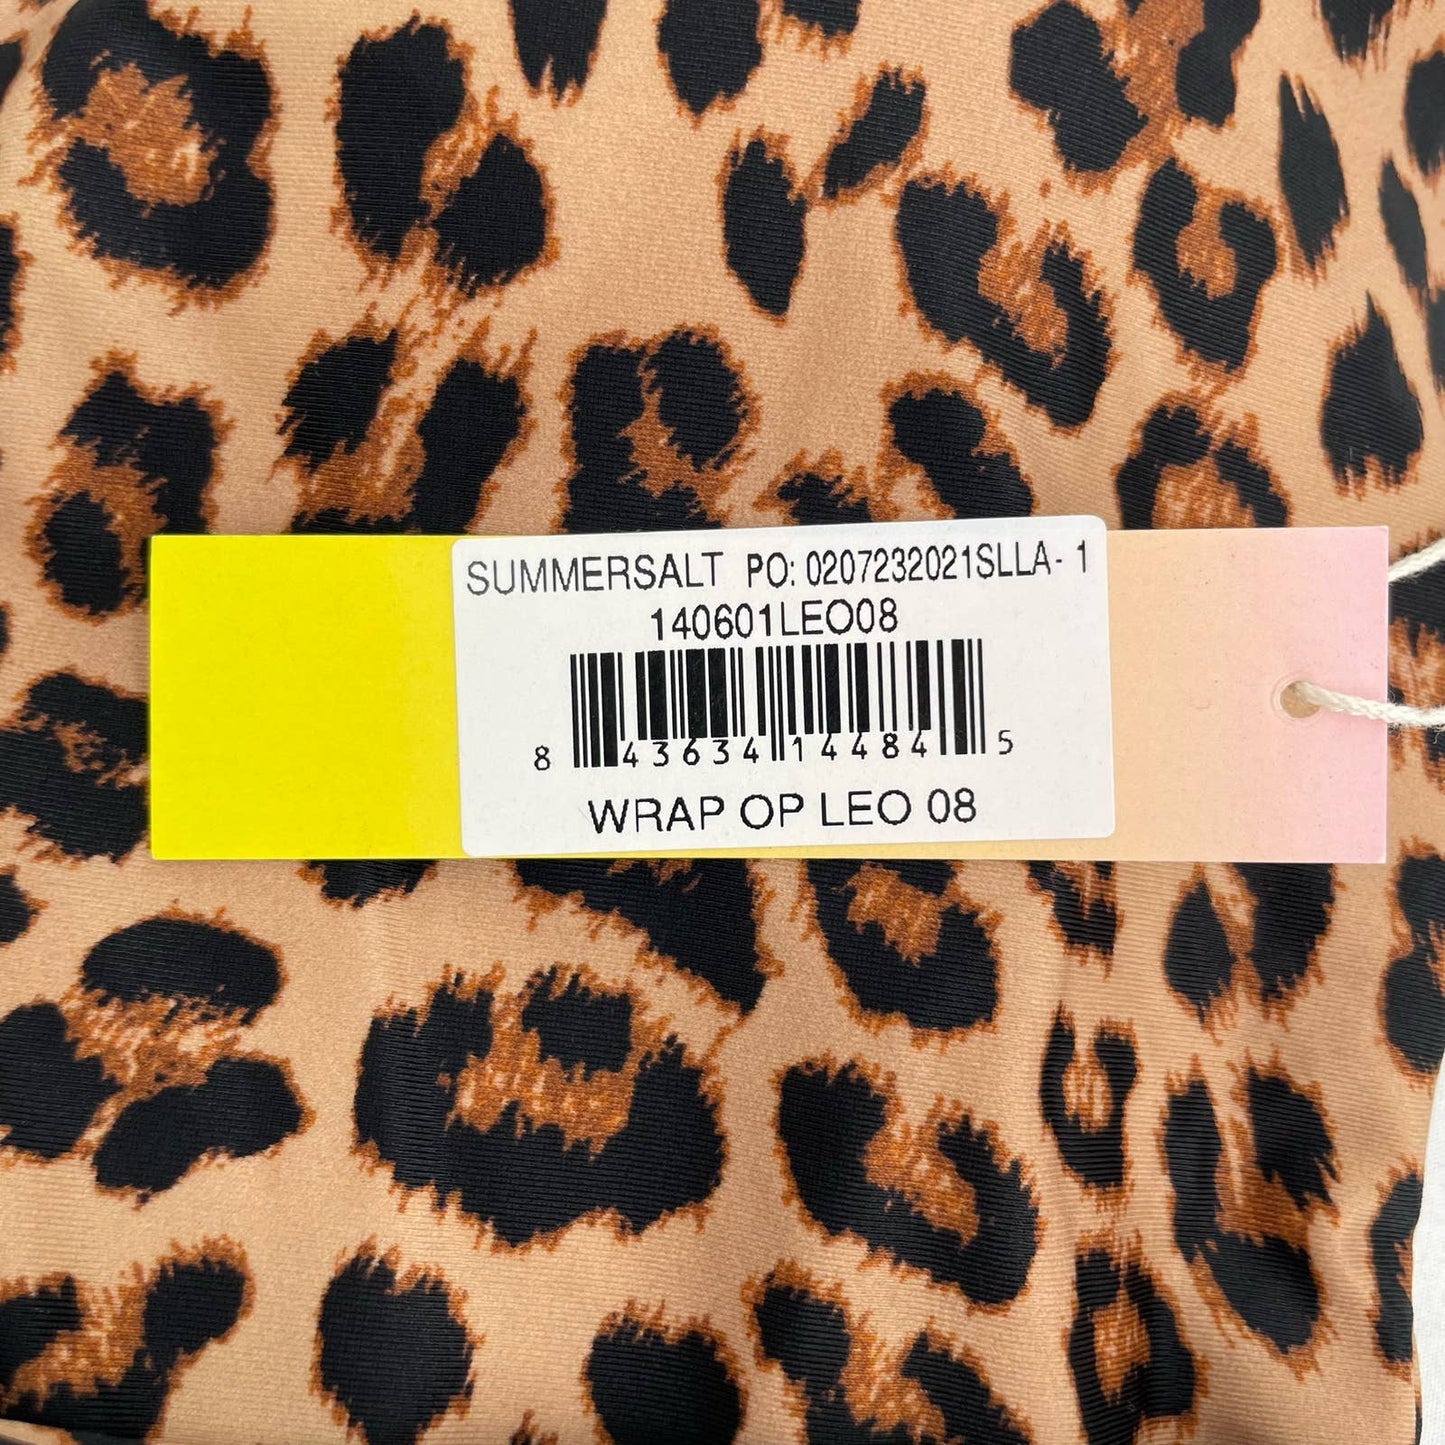 SUMMERSALT PO: 0207232021SLLA- 1
140601LEO08
8 43634 14484 5
WRAP OP LEO 08